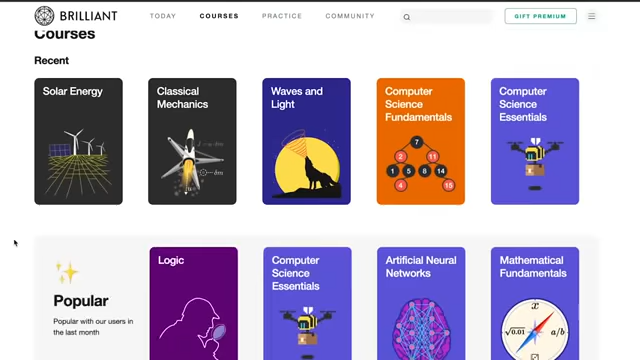 BRILLIANT
TODAY
COURSES
PRACTICE
COMMUNITY
GIFT PREMIUM
Courses
Recent
Solar Energy
Classical
Mechanics
Waves and
Light
Computer
Science
Fundamentals
7
2
11
1
5
8
14
4
15
Computer
Science
Essentials
Popular
Popular with our users in
the last month
Logic
Computer
Science
Essentials
Artificial Neural
Networks
Mathematical
Fundamentals
x
√0.01
a/b